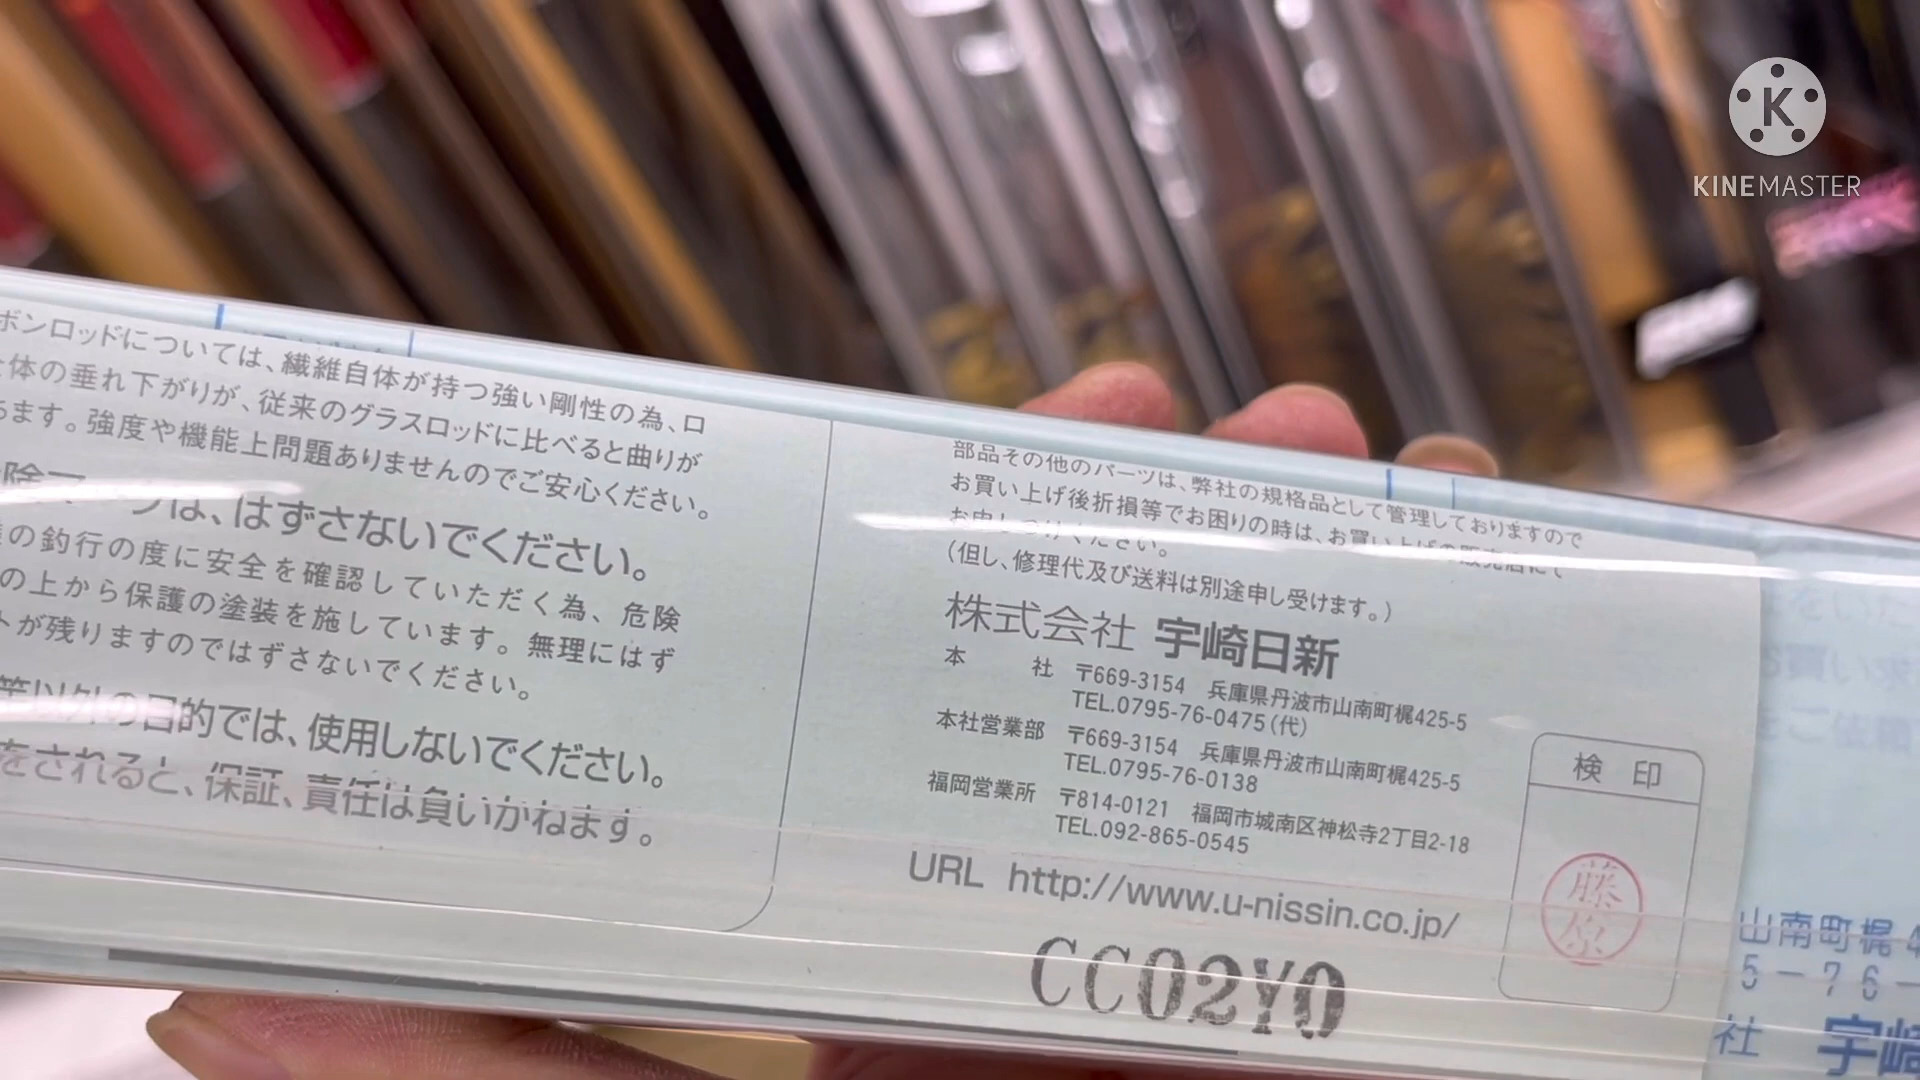 KINEMASTER
ボンロッドについては、繊維自体が持つ強い剛性の為、ロ
体の垂れ下がりが、従来のグラスロッドに比べると曲りが
ます。強度や機能上問題ありませんのでご安心ください。
は、はずさないでください。
の釣行の度に安全を確認していただく為、危険
の上から保護の塗装を施しています。無理にはず
トが残りますのではずさないでください。
等以外の目的では、使用しないでください。
をされると、保証、責任は負いかねます。
部品その他のパーツは、弊社の規格品として管理しておりますので
お買い上げ後折損等でお困りの時は、お買い上げの販売店にて
お申しつけください。
(但し、修理代及び送料は別途申し受けます。)
株式会社 宇崎日新
本 社 〒669-3154 兵庫県丹波市山南町梶425-5
TEL.0795-76-0475(代)
本社営業部 〒669-3154 兵庫県丹波市山南町梶425-5
TEL.0795-76-0138
福岡営業所 〒814-0121 福岡市城南区神松寺2丁目2-18
TEL.092-865-0545
URL http://www.u-nissin.co.jp/
CC02Y0
検 印
藤原
山南町梶4
5-76-
社 宇崎